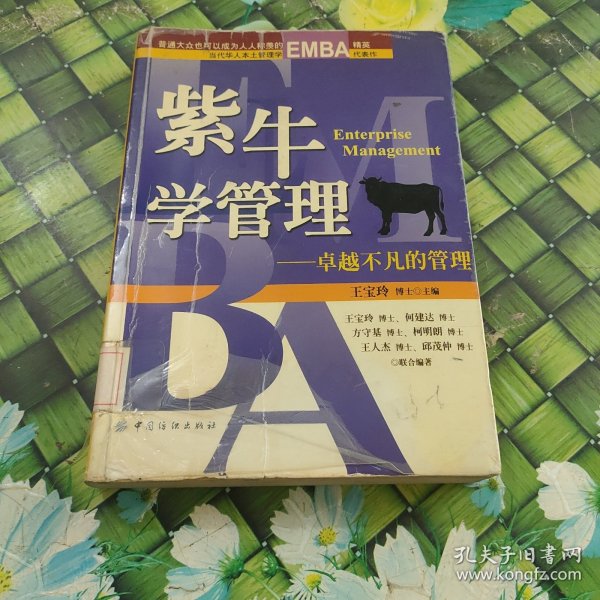 普通大众也可以成为人人称羡的 EMBA 精英
当代华人本土管理学 代表作
紫牛
Enterprise
Management
学管理
——卓越不凡的管理
王宝玲 博士◎主编
王宝玲 博士、何建达 博士
方守基 博士、柯明朗 博士
王人杰 博士、邱茂仲 博士
◎联合编著
BA
中国纺织出版社
孔夫子旧书网
www.kongfz.com